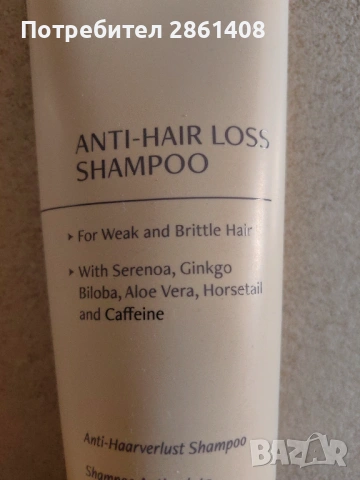 Потребител 2861408
ANTI-HAIR LOSS
SHAMPOO
For Weak and Brittle Hair
With Serenoa, Ginkgo
Biloba, Aloe Vera, Horsetail
and Caffeine
Anti-Haarverlust Shampoo
BAZAR